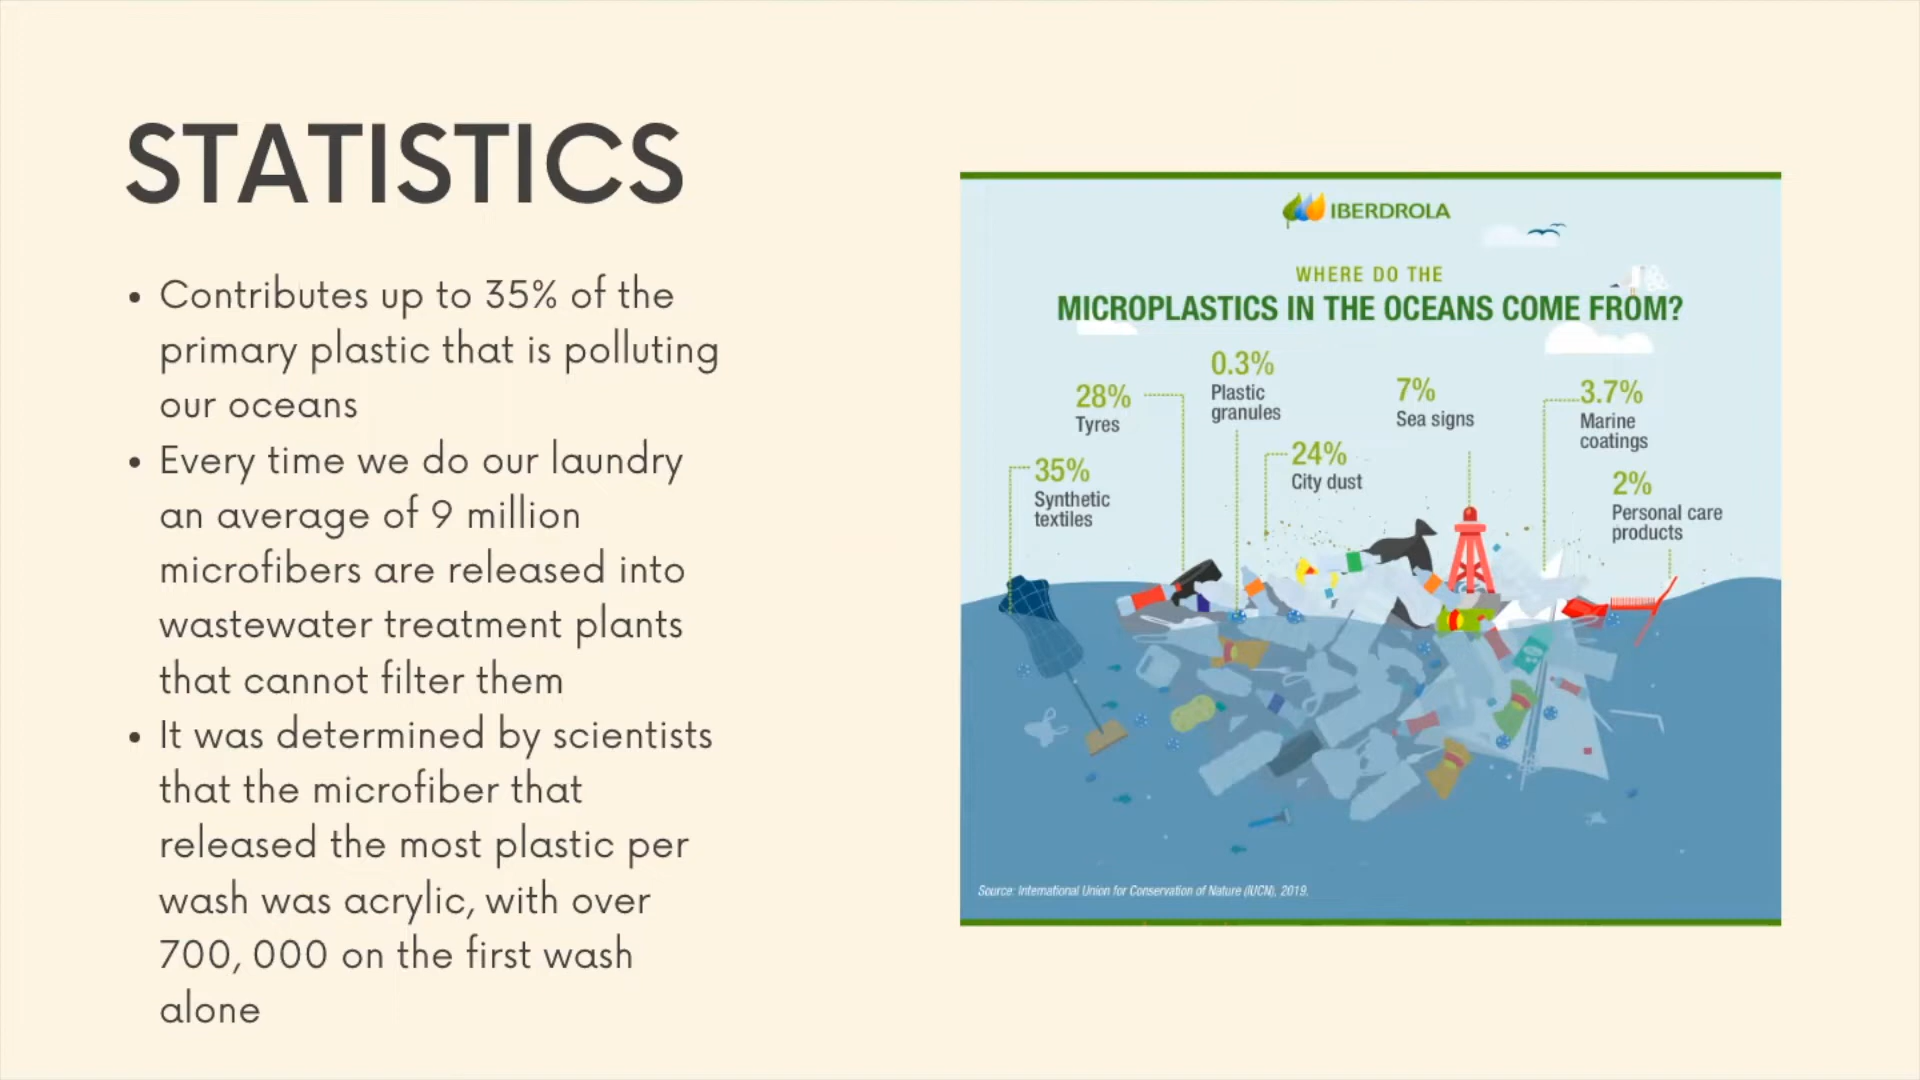 STATISTICS
• Contributes up to 35% of the
primary plastic that is polluting
our oceans
• Every time we do our laundry
an average of 9 million
microfibers are released into
wastewater treatment plants
that cannot filter them
• It was determined by scientists
that the microfiber that
released the most plastic per
wash was acrylic, with over
700, 000 on the first wash
alone
IBERDROLA
WHERE DO THE
MICROPLASTICS IN THE OCEANS COME FROM?
35%
Synthetic
textiles
28%
Tyres
0.3%
Plastic
granules
24%
City dust
7%
Sea signs
3.7%
Marine
coatings
2%
Personal care
products
Source: International Union for Conservation of Nature (IUCN), 2019.